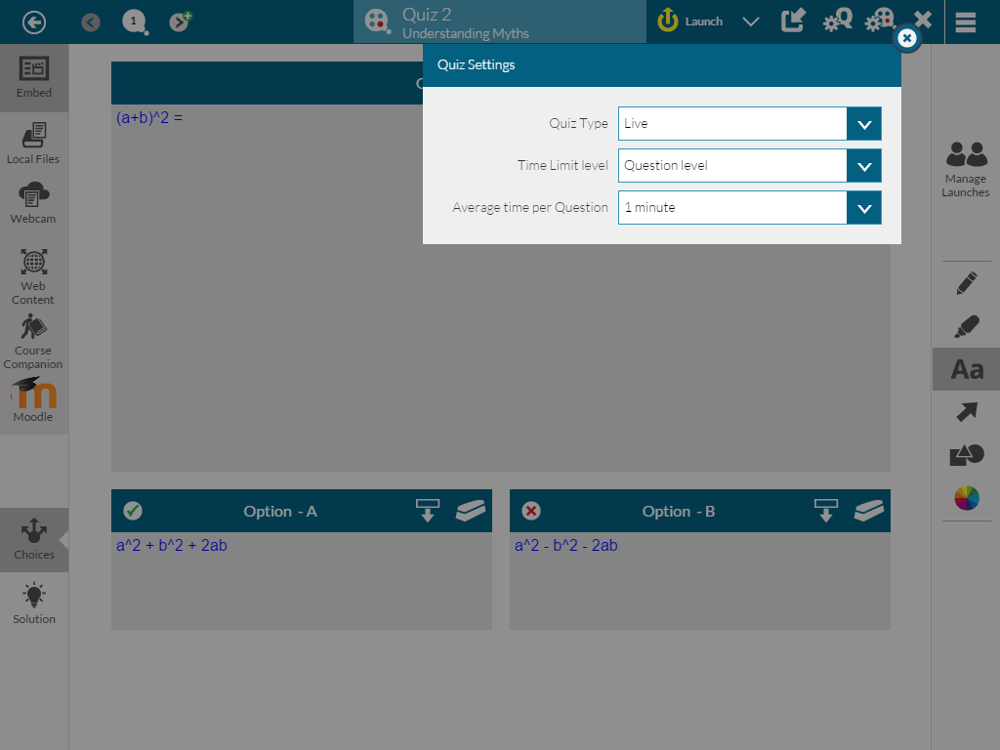 1
Quiz 2
Understanding Myths
Launch
Quiz Settings
Quiz Type
Live
Time Limit level
Question level
Average time per Question
1 minute
Embed
Local Files
Webcam
Web
Content
Course
Companion
Moodle
Choices
Solution
(a+b)^2 =
Option - A
a^2 + b^2 + 2ab
Option - B
a^2 - b^2 - 2ab
Manage
Launches
Aa